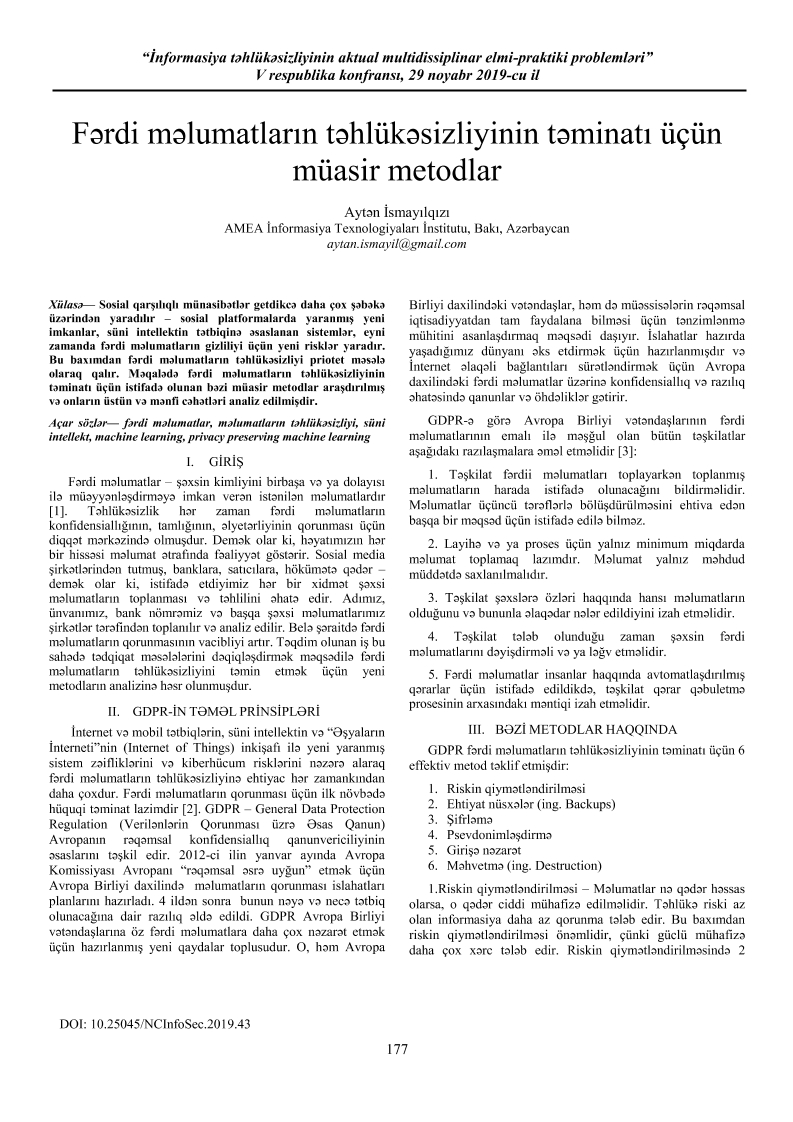 “İnformasiya təhlükəsizliyinin aktual multidissiplinar elmi-praktiki problemləri”
V respublika konfransı, 29 noyabr 2019-cu il
Fərdi məlumatların təhlükəsizliyinin təminatı üçün
müasir metodlar
Aytən İsmayılqızı
AMEA İnformasiya Texnologiyaları İnstitutu, Bakı, Azərbaycan
aytan.ismayil@gmail.com
Xülasə— Sosial qarşılıqlı münasibətlər getdikcə daha çox şəbəkə
üzərindən yaradılır – sosial platformalarda yaranmış yeni
imkanlar, süni intellektin tətbiqinə əsaslanan sistemlər, eyni
zamanda fərdi məlumatların gizliliyi üçün yeni risklər yaradır.
Bu baxımdan fərdi məlumatların təhlükəsizliyi priotet məsələ
olaraq qalır. Məqalədə fərdi məlumatların təhlükəsizliyinin
təminatı üçün istifadə olunan bəzi müasir metodlar araşdırılmış
və onların üstün və mənfi cəhətləri analiz edilmişdir.
Açar sözlər— fərdi məlumatlar, məlumatların təhlükəsizliyi, süni
intellekt, machine learning, privacy preserving machine learning
I. GİRİŞ
Fərdi məlumatlar – şəxsin kimliyini birbaşa və ya dolayısı
ilə müəyyənləşdirməyə imkan verən istənilən məlumatlardır
[1]. Təhlükəsizlik hər zaman fərdi məlumatların
konfidensiallığının, tamlığının, əlyetərliyinin qorunması üçün
diqqət mərkəzində olmuşdur. Demək olar ki, həyatımızın hər
bir hissəsi məlumat ətrafında fəaliyyət göstərir. Sosial media
şirkətlərindən tutmuş, banklara, satıcılara, hökümətə qədər –
demək olar ki, istifadə etdiyimiz hər bir xidmət şəxsi
məlumatların toplanması və təhlilini əhatə edir. Adımız,
ünvanımız, bank nömrəmiz və başqa şəxsi məlumatlarımız
şirkətlər tərəfindən toplanılır və analiz edilir. Belə şəraitdə fərdi
məlumatların qorunmasının vacibliyi artır. Təqdim olunan iş bu
sahədə tədqiqat məsələlərini dəqiqləşdirmək məqsədilə fərdi
məlumatların təhlükəsizliyini təmin etmək üçün yeni
metodların analizinə həsr olunmuşdur.
II. GDPR-İN TƏMƏL PRİNSİPLƏRİ
İnternet və mobil tətbiqlərin, süni intellektin və “Əşyaların
İnterneti”nin (Internet of Things) inkişafı ilə yeni yaranmış
sistem zəifliklərini və kiberhücum risklərini nəzərə alaraq
fərdi məlumatların təhlükəsizliyinə ehtiyac hər zamankından
daha çoxdur. Fərdi məlumatların qorunması üçün ilk növbədə
hüquqi təminat lazimdir [2]. GDPR – General Data Protection
Regulation (Verilənlərin Qorunması üzrə Əsas Qanun)
Avropanın rəqəmsal konfidensiallıq qanunvericiliyinin
əsaslarını təşkil edir. 2012-ci ilin yanvar ayında Avropa
Komissiyası Avropanı “rəqəmsal əsrə uyğun” etmək üçün
Avropa Birliyi daxilində məlumatların qorunması islahatları
planlarını hazırladı. 4 ildən sonra bunun nəyə və necə tətbiq
olunacağına dair razılıq əldə edildi. GDPR Avropa Birliyi
vətəndaşlarına öz fərdi məlumatlara daha çox nəzarət etmək
üçün hazırlanmış yeni qaydalar toplusudur. O, həm Avropa
Birliyi daxilindəki vətəndaşlar, həm də müəssisələrin rəqəmsal
iqtisadiyyatdan tam faydalana bilməsi üçün tənzimlənmə
mühitini asanlaşdırmaq məqsədi daşıyır. İslahatlar hazırda
yaşadığımız dünyanı əks etdirmək üçün hazırlanmışdır və
İnternet əlaqəli bağlantıları sürətləndirmək üçün Avropa
daxilindəki fərdi məlumatlar üzərinə konfidensiallıq və razılıq
əhatəsində qanunlar və öhdəliklər gətirir.
GDPR-ə görə Avropa Birliyi vətəndaşlarının fərdi
məlumatlarının emalı ilə məşğul olan bütün təşkilatlar
aşağıdakı razılaşmalara əməl etməlidir [3]:
1. Təşkilat fərdii məlumatları toplayarkən toplanmış
məlumatların harada istifadə olunacağını bildirməlidir.
Məlumatlar üçüncü tərəflərlə bölüşdürülməsini ehtiva edən
başqa bir məqsəd üçün istifadə edilə bilməz.
2. Layihə və ya proses üçün yalnız minimum miqdarda
məlumat toplamaq lazımdır. Məlumat yalnız məhdud
müddətdə saxlanılmalıdır.
3. Təşkilat şəxslərə özləri haqqında hansı məlumatların
olduğunu və bununla əlaqədar nələr edildiyini izah etməlidir.
4. Təşkilat tələb olunduğu zaman şəxsin fərdi
məlumatlarını dəyişdirməli və ya ləğv etməlidir.
5. Fərdi məlumatlar insanlar haqqında avtomatlaşdırılmış
qərarlar üçün istifadə edildikdə, təşkilat qərar qəbuletmə
prosesinin arxasındakı məntiqi izah etməlidir.
III. BƏZİ METODLAR HAQQINDA
GDPR fərdi məlumatların təhlükəsizliyinin təminatı üçün 6
effektiv metod təklif etmişdir:
1. Riskin qiymətləndirilməsi
2. Ehtiyat nüsxələr (ing. Backups)
3. Şifrləmə
4. Psevdonimləşdirmə
5. Girişə nəzarət
6. Məhvetmə (ing. Destruction)
1.Riskin qiymətləndirilməsi – Məlumatlar nə qədər həssas
olarsa, o qədər ciddi mühafizə edilməlidir. Təhlükə riski az
olan informasiya daha az qorunma tələb edir. Bu baxımdan
riskin qiymətləndirilməsi önəmlidir, çünki güclü mühafizə
daha çox xərc tələb edir. Riskin qiymətləndirilməsində 2
DOI: 10.25045/NCInfoSec.2019.43
177